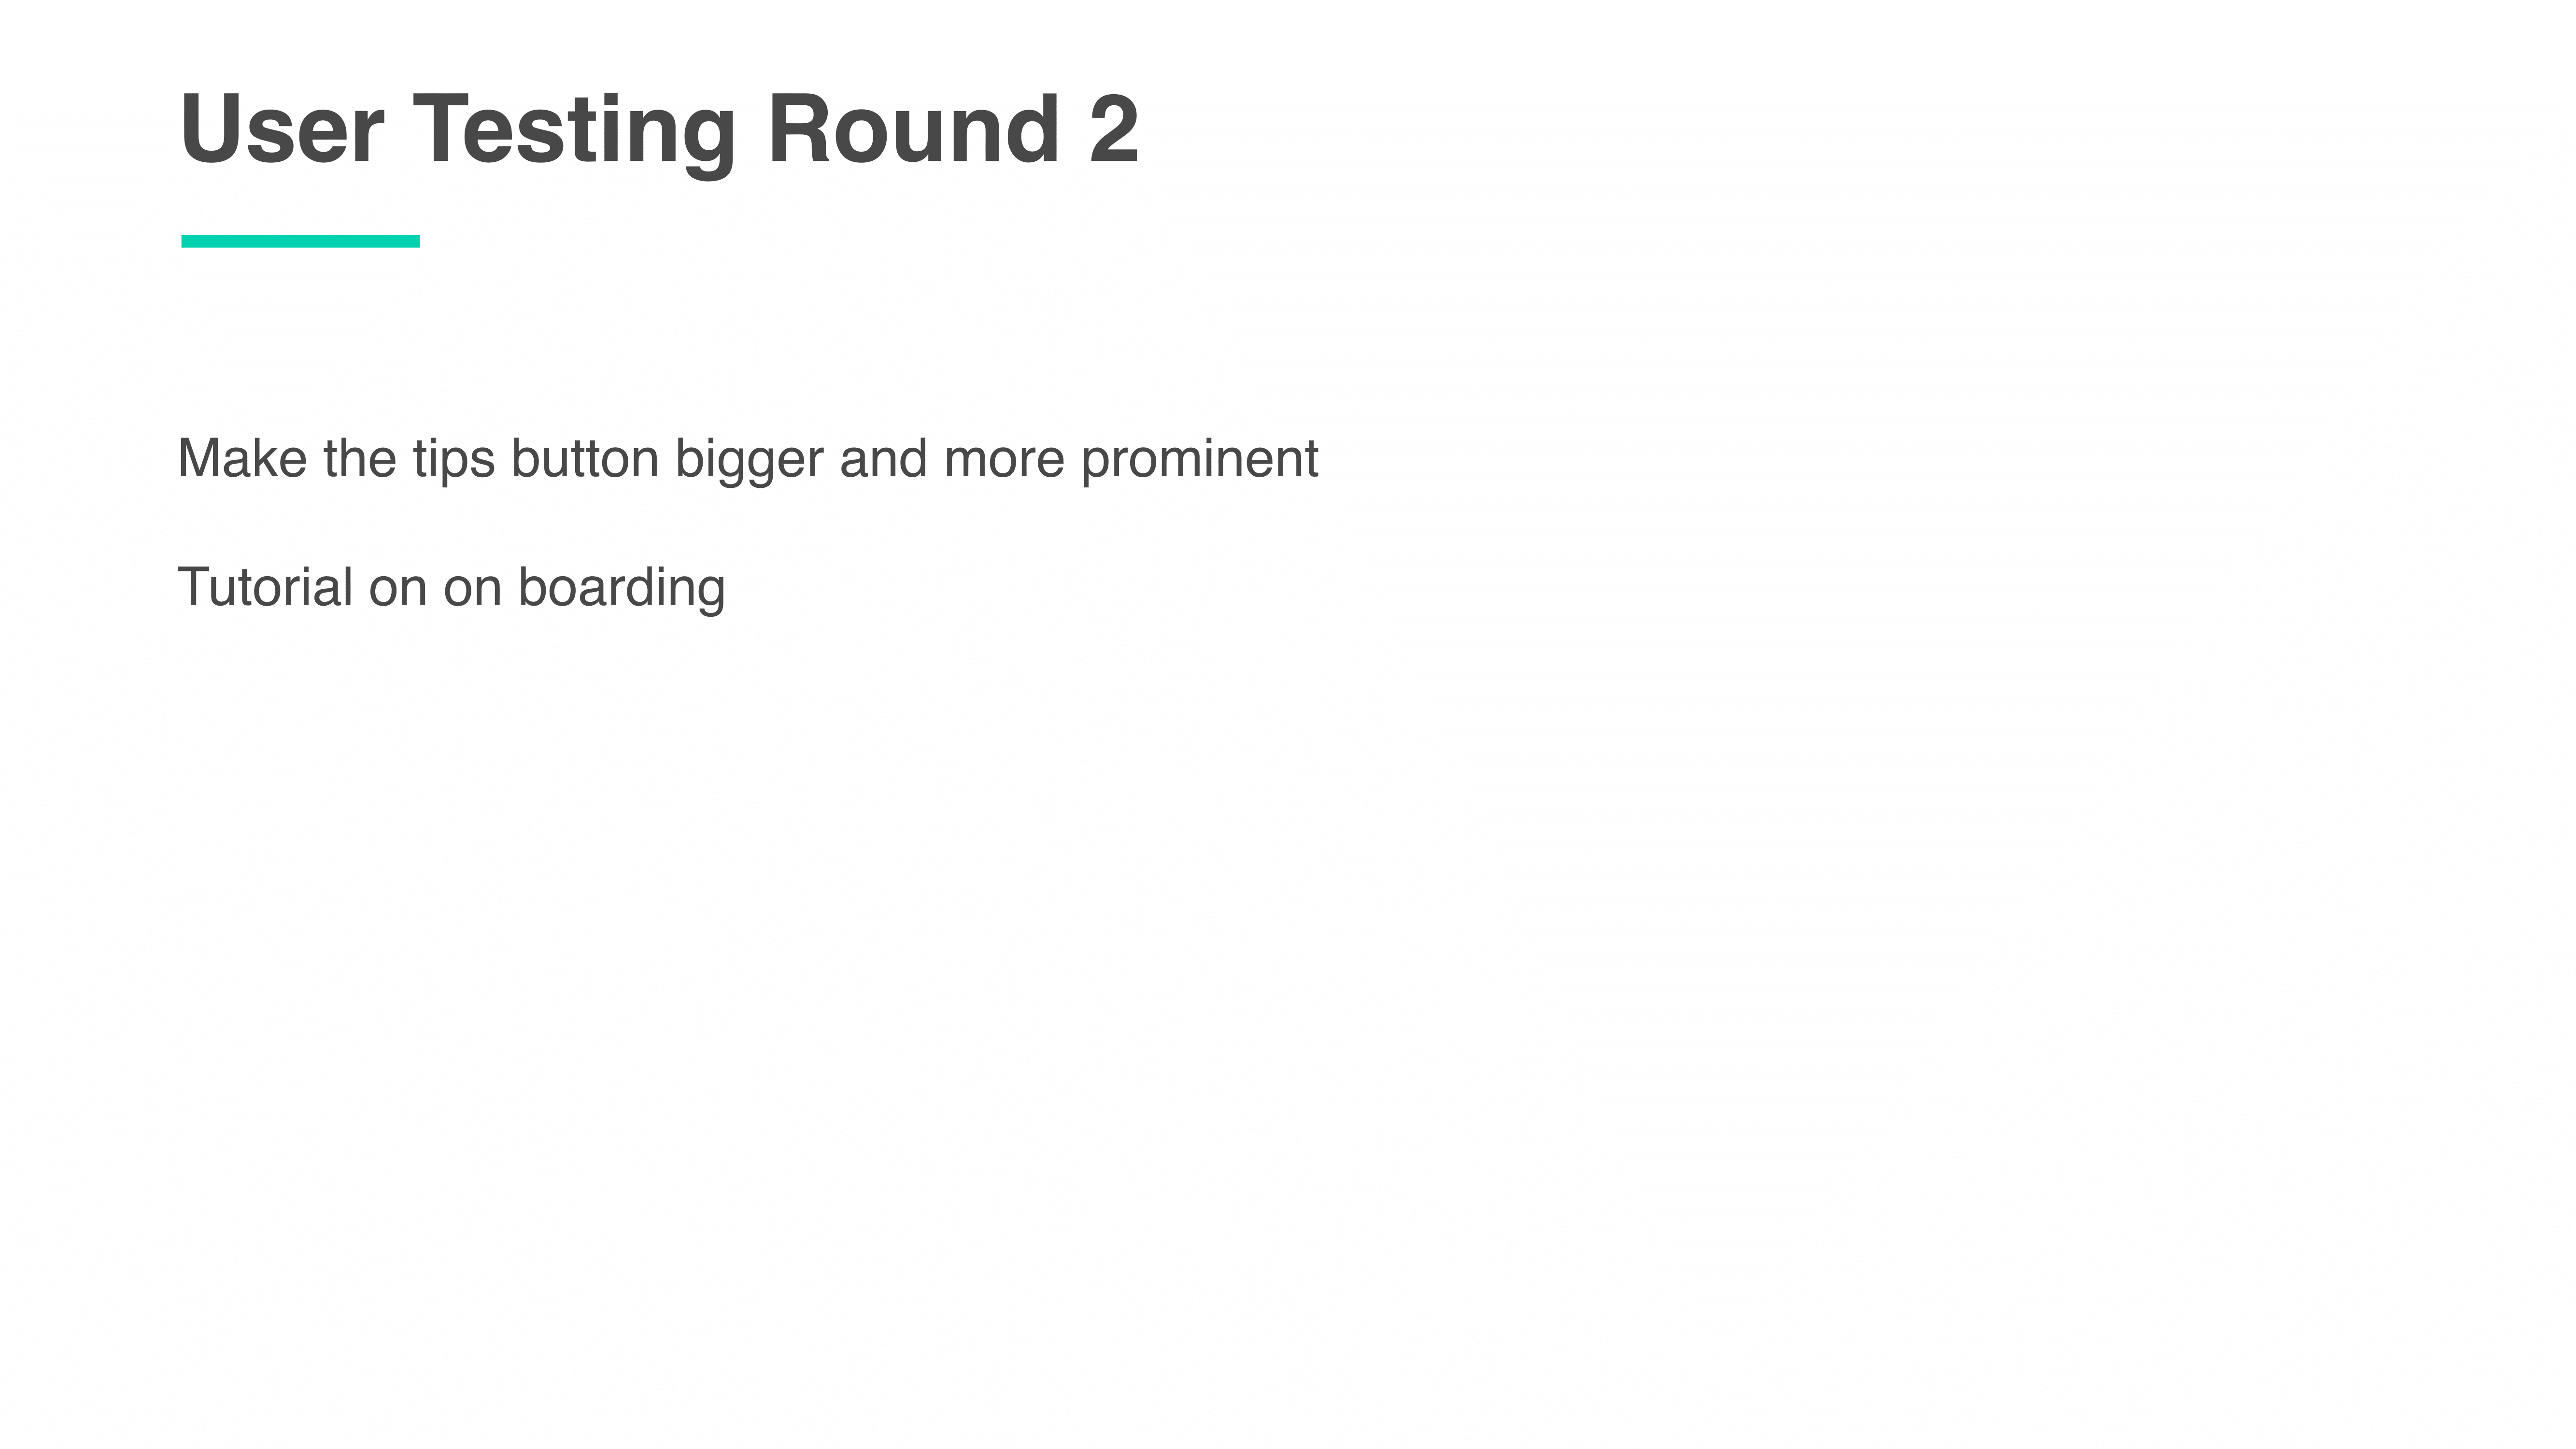 User Testing Round 2
Make the tips button bigger and more prominent
Tutorial on on boarding